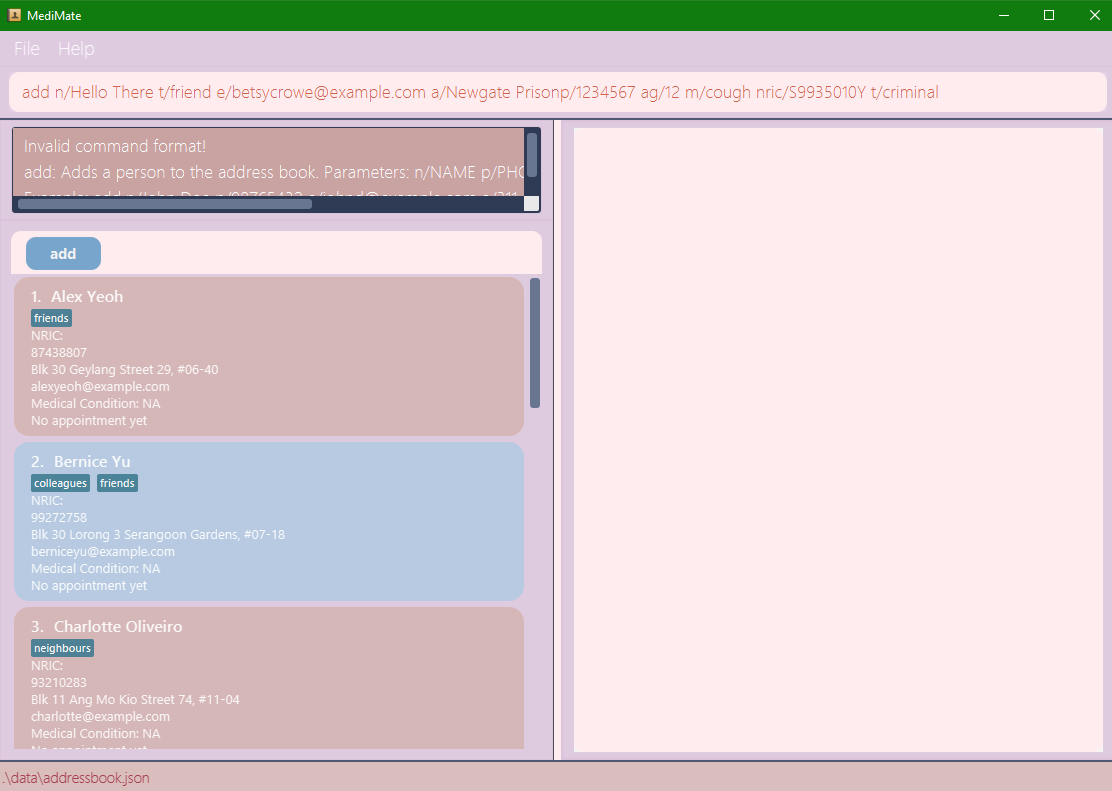 MediMate
File Help
add n/Hello There t/friend e/betsycrowe@example.com a/Newgate Prisonp/1234567 ag/12 m/cough nric/S9935010Y t/criminal
Invalid command format!
add: Adds a person to the address book. Parameters: n/NAME p/PHO
add
1. Alex Yeoh
friends
NRIC:
87438807
Blk 30 Geylang Street 29, #06-40
alexyeoh@example.com
Medical Condition: NA
No appointment yet
2. Bernice Yu
colleagues friends
NRIC:
99272758
Blk 30 Lorong 3 Serangoon Gardens, #07-18
berniceyu@example.com
Medical Condition: NA
No appointment yet
3. Charlotte Oliveiro
neighbours
NRIC:
93210283
Blk 11 Ang Mo Kio Street 74, #11-04
charlotte@example.com
Medical Condition: NA
No appointment yet
.\data\addressbook.json